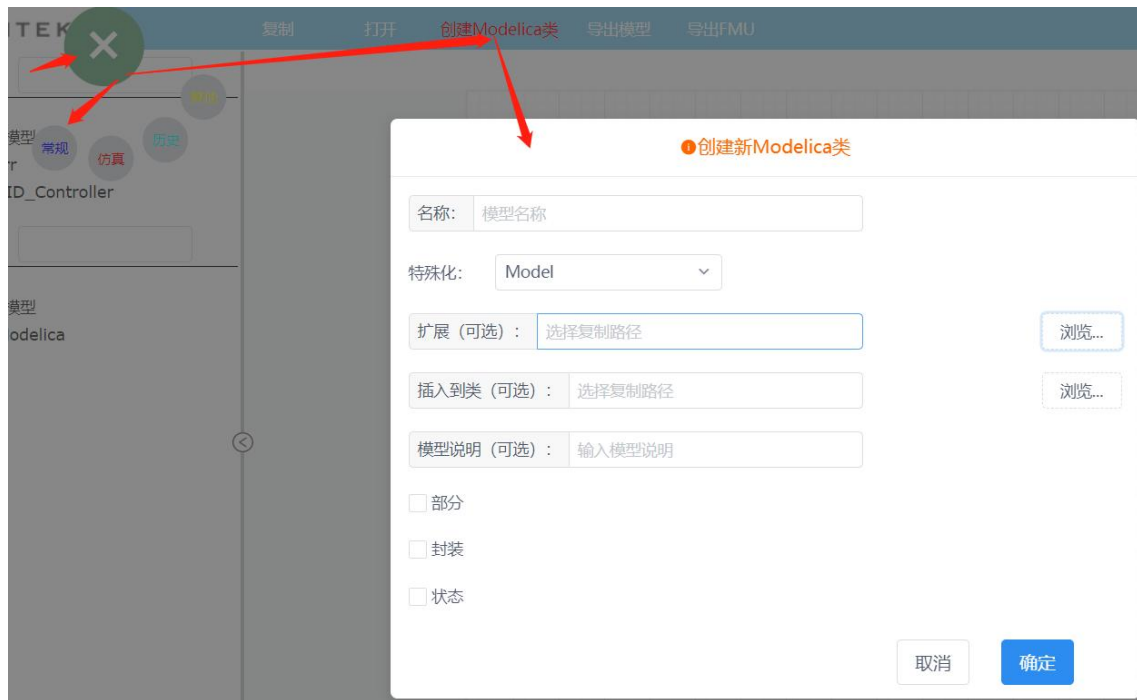 ITEK
复制 打开 创建Modelica类 导出模型 导出FMU
模型
常规 仿真 历史
r
ID_Controller
模型
odelica
创建新Modelica类
名称: 模型名称
特殊化: Model
扩展（可选）: 选择复制路径 浏览...
插入到类（可选）: 选择复制路径 浏览...
模型说明（可选）: 输入模型说明
部分
封装
状态
取消 确定